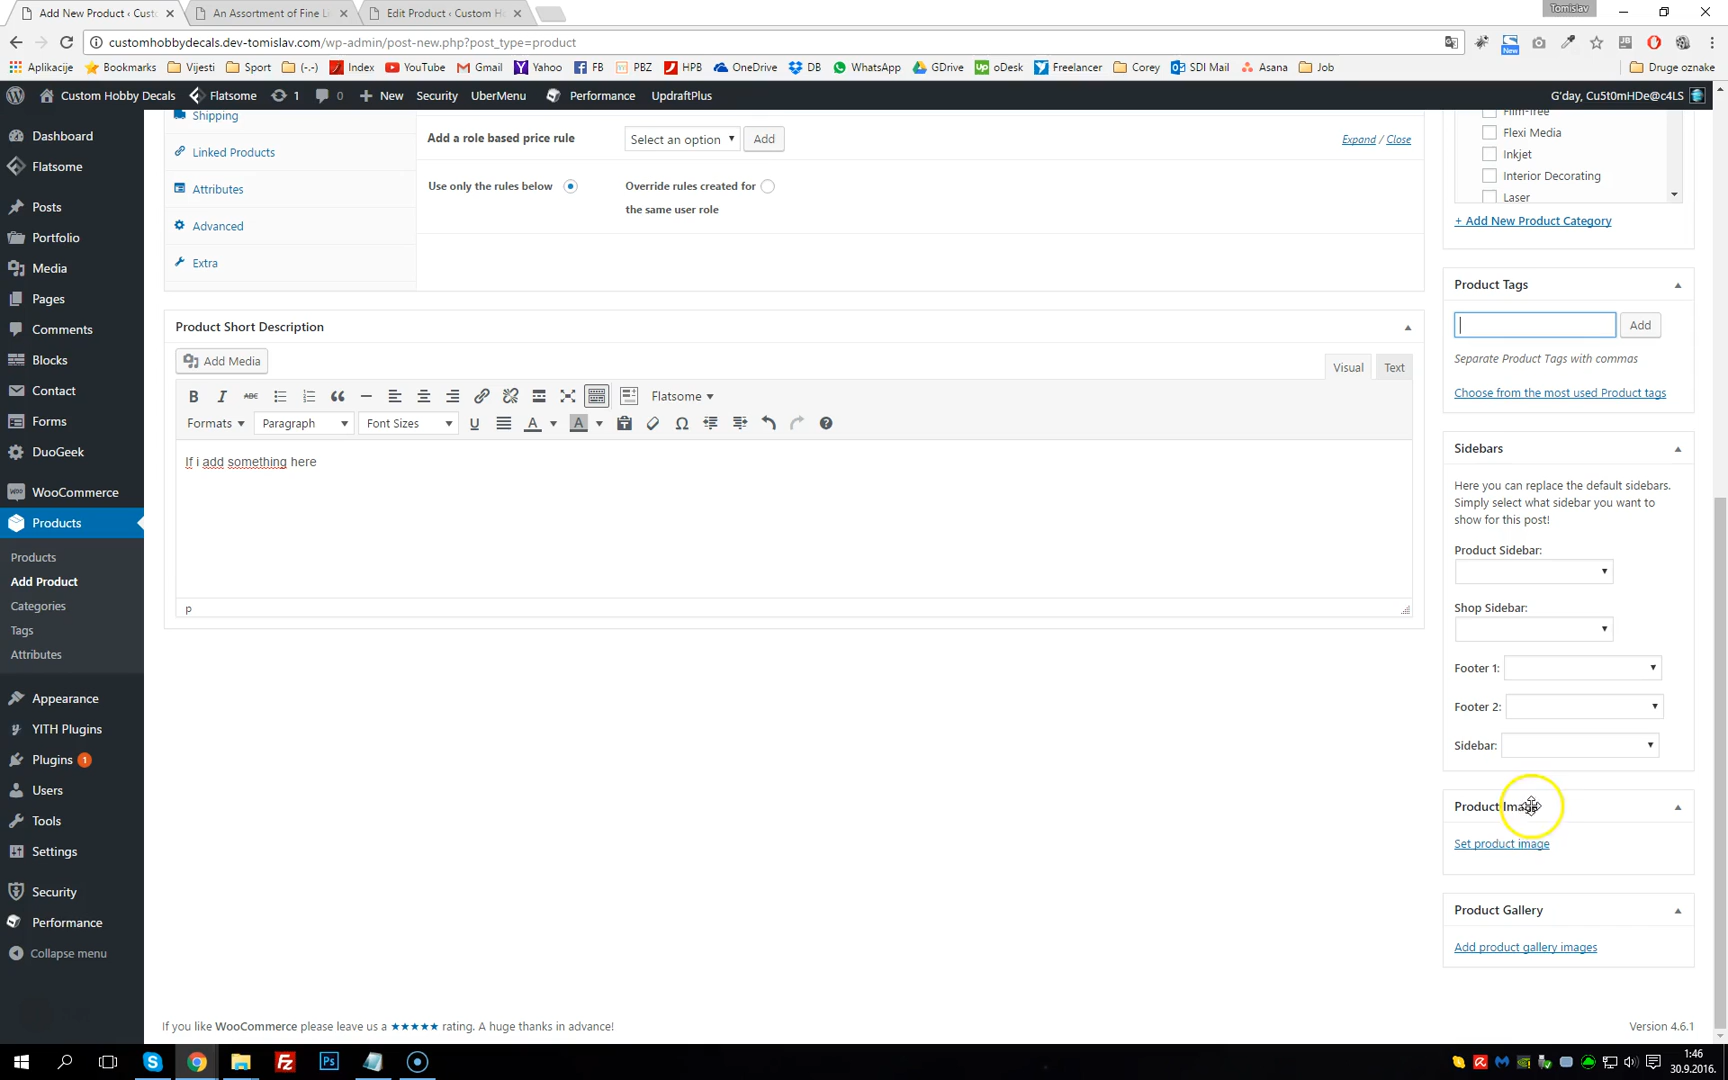 Add New Product ‹ Cust
An Assortment of Fine L
Edit Product ‹ Custom H
Tomislav
customhobbydecals.dev-tomislav.com/wp-admin/post-new.php?post_type=product
New
Aplikacije
Bookmarks
Vijesti
Sport
(-.-)
Index
YouTube
Gmail
Yahoo
FB
PBZ
HPB
OneDrive
DB
WhatsApp
GDrive
oDesk
Freelancer
Corey
SDI Mail
Asana
Job
Druge oznake
Custom Hobby Decals
Flatsome
1
0
New
Security
UberMenu
Performance
UpdraftPlus
G'day, Cu5t0mHDe@c4LS
Dashboard
Flatsome
Posts
Portfolio
Media
Pages
Comments
Blocks
Contact
Forms
DuoGeek
WooCommerce
Products
Products
Add Product
Categories
Tags
Attributes
Appearance
YITH Plugins
Plugins 1
Users
Tools
Settings
Security
Performance
Collapse menu
Shipping
Linked Products
Attributes
Advanced
Extra
Add a role based price rule
Select an option
Add
Expand / Close
Use only the rules below
Override rules created for
the same user role
Product Short Description
Add Media
Visual
Text
B I ABC
Flatsome
Formats
Paragraph
Font Sizes
U
A
A
Ω
If i add something here
p
Film-free
Flexi Media
Inkjet
Interior Decorating
Laser
+ Add New Product Category
Product Tags
Add
Separate Product Tags with commas
Choose from the most used Product tags
Sidebars
Here you can replace the default sidebars.
Simply select what sidebar you want to
show for this post!
Product Sidebar:
Shop Sidebar:
Footer 1:
Footer 2:
Sidebar:
Product Image
Set product image
Product Gallery
Add product gallery images
If you like WooCommerce please leave us a ★★★★★ rating. A huge thanks in advance!
Version 4.6.1
1:46
30.9.2016.